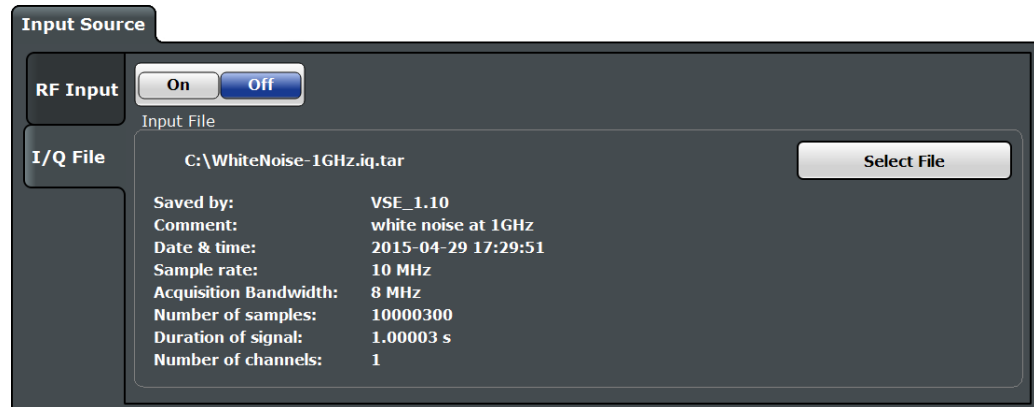 Input Source
RF Input
On Off
Input File
I/Q File
C:\WhiteNoise-1GHz.iq.tar
Select File
Saved by: VSE_1.10
Comment: white noise at 1GHz
Date & time: 2015-04-29 17:29:51
Sample rate: 10 MHz
Acquisition Bandwidth: 8 MHz
Number of samples: 10000300
Duration of signal: 1.00003 s
Number of channels: 1